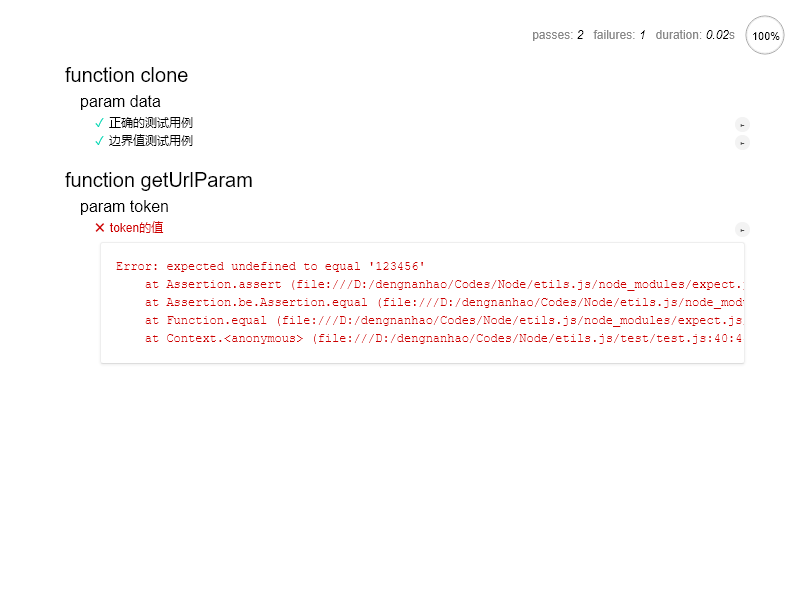 passes: 2 failures: 1 duration: 0.02s 100%
function clone
param data
✓ 正确的测试用例
✓ 边界值测试用例
function getUrlParam
param token
✕ token的值
Error: expected undefined to equal '123456'
at Assertion.assert (file:///D:/dengnanhao/Codes/Node/etils.js/node_modules/expect.j
at Assertion.be.Assertion.equal (file:///D:/dengnanhao/Codes/Node/etils.js/node_mod
at Function.equal (file:///D:/dengnanhao/Codes/Node/etils.js/node_modules/expect.js
at Context.<anonymous> (file:///D:/dengnanhao/Codes/Node/etils.js/test/test.js:40:4